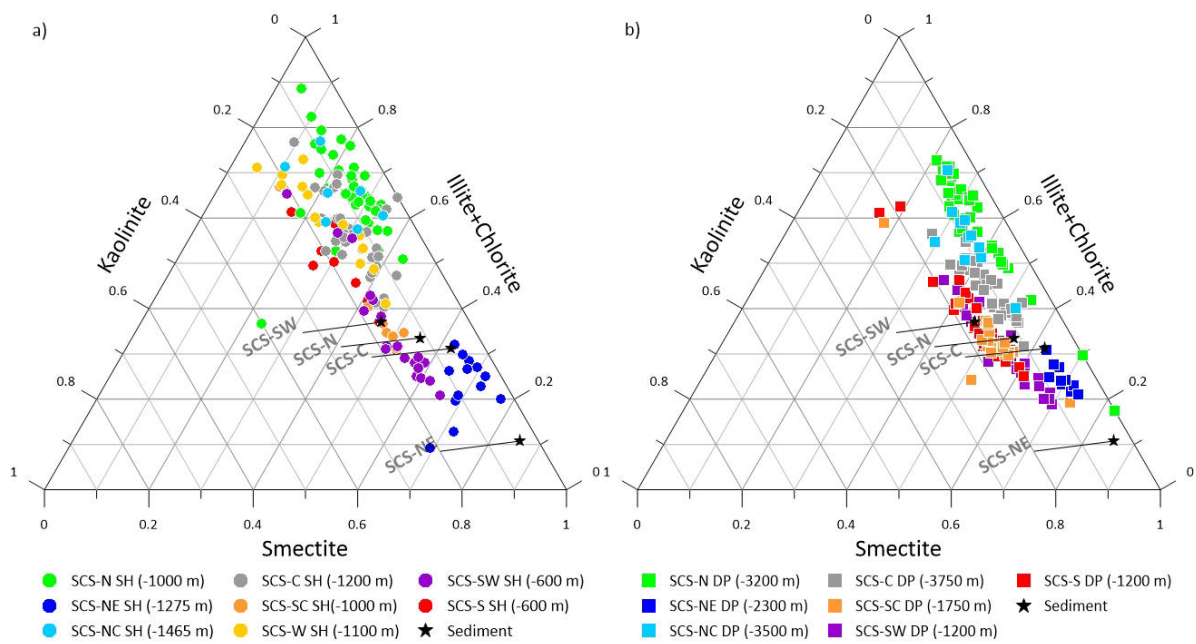 a)
0
1
0.2
0.8
Kaolinite
Illite+Chlorite
0.4
0.6
0.6
0.4
SCS-SW
SCS-N
SCS-C
0.8
0.2
SCS-NE
1
0
0
0.2
0.4
0.6
0.8
1
Smectite
SCS-N SH (-1000 m)
SCS-C SH (-1200 m)
SCS-SW SH (-600 m)
SCS-NE SH (-1275 m)
SCS-SC SH(-1000 m)
SCS-S SH (-600 m)
SCS-NC SH (-1465 m)
SCS-W SH (-1100 m)
Sediment
b)
0
1
0.2
0.8
Kaolinite
Illite+Chlorite
0.4
0.6
0.6
0.4
SCS-SW
SCS-N
SCS-C
0.8
0.2
SCS-NE
1
0
0
0.2
0.4
0.6
0.8
1
Smectite
SCS-N DP (-3200 m)
SCS-C DP (-3750 m)
SCS-S DP (-1200 m)
SCS-NE DP (-2300 m)
SCS-SC DP (-1750 m)
Sediment
SCS-NC DP (-3500 m)
SCS-SW DP (-1200 m)